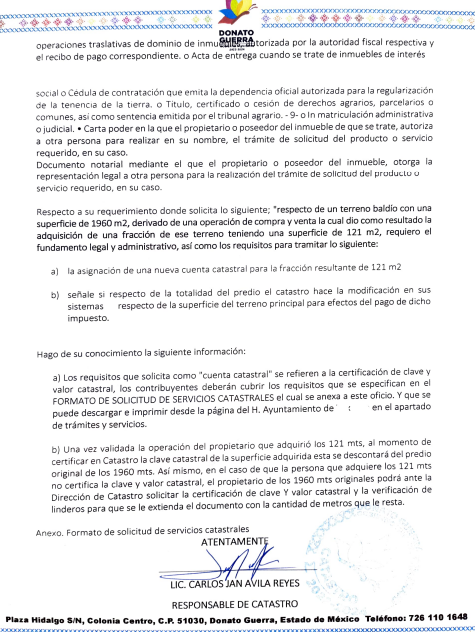 DONATO
GUERRA
operaciones traslativas de dominio de inmuebles, autorizada por la autoridad fiscal respectiva y
el recibo de pago correspondiente. o Acta de entrega cuando se trate de inmuebles de interés
social o Cédula de contratación que emita la dependencia oficial autorizada para la regularización
de la tenencia de la tierra. o Titulo, certificado o cesión de derechos agrarios, parcelarios o
comunes, así como sentencia emitida por el tribunal agrario. - 9- o In matriculación administrativa
o judicial. • Carta poder en la que el propietario o poseedor del inmueble de que se trate, autoriza
a otra persona para realizar en su nombre, el trámite de solicitud del producto o servicio
requerido, en su caso.
Documento notarial mediante el que el propietario o poseedor del inmueble, otorga la
representación legal a otra persona para la realización del trámite de solicitud del producto o
servicio requerido, en su caso.
Respecto a su requerimiento donde solicita lo siguiente; "respecto de un terreno baldío con una
superficie de 1960 m2, derivado de una operación de compra y venta la cual dio como resultado la
adquisición de una fracción de ese terreno teniendo una superficie de 121 m2, requiero el
fundamento legal y administrativo, así como los requisitos para tramitar lo siguiente:
a) la asignación de una nueva cuenta catastral para la fracción resultante de 121 m2
b) señale si respecto de la totalidad del predio el catastro hace la modificación en sus
sistemas respecto de la superficie del terreno principal para efectos del pago de dicho
impuesto.
Hago de su conocimiento la siguiente información:
a) Los requisitos que solicita como "cuenta catastral" se refieren a la certificación de clave y
valor catastral, los contribuyentes deberán cubrir los requisitos que se especifican en el
FORMATO DE SOLICITUD DE SERVICIOS CATASTRALES el cual se anexa a este oficio. Y que se
puede descargar e imprimir desde la página del H. Ayuntamiento de : en el apartado
de trámites y servicios.
b) Una vez validada la operación del propietario que adquirió los 121 mts, al momento de
certificar en Catastro la clave catastral de la superficie adquirida esta se descontará del predio
original de los 1960 mts. Así mismo, en el caso de que la persona que adquiere los 121 mts
no certifica la clave y valor catastral, el propietario de los 1960 mts originales podrá ante la
Dirección de Catastro solicitar la certificación de clave Y valor catastral y la verificación de
linderos para que se le extienda el documento con la cantidad de metros que le resta.
Anexo. Formato de solicitud de servicios catastrales
ATENTAMENTE
LIC. CARLOS JAN AVILA REYES
RESPONSABLE DE CATASTRO
Plaza Hidalgo S/N, Colonia Centro, C.P. 51030, Donato Guerra, Estado de México Teléfono: 726 110 1648